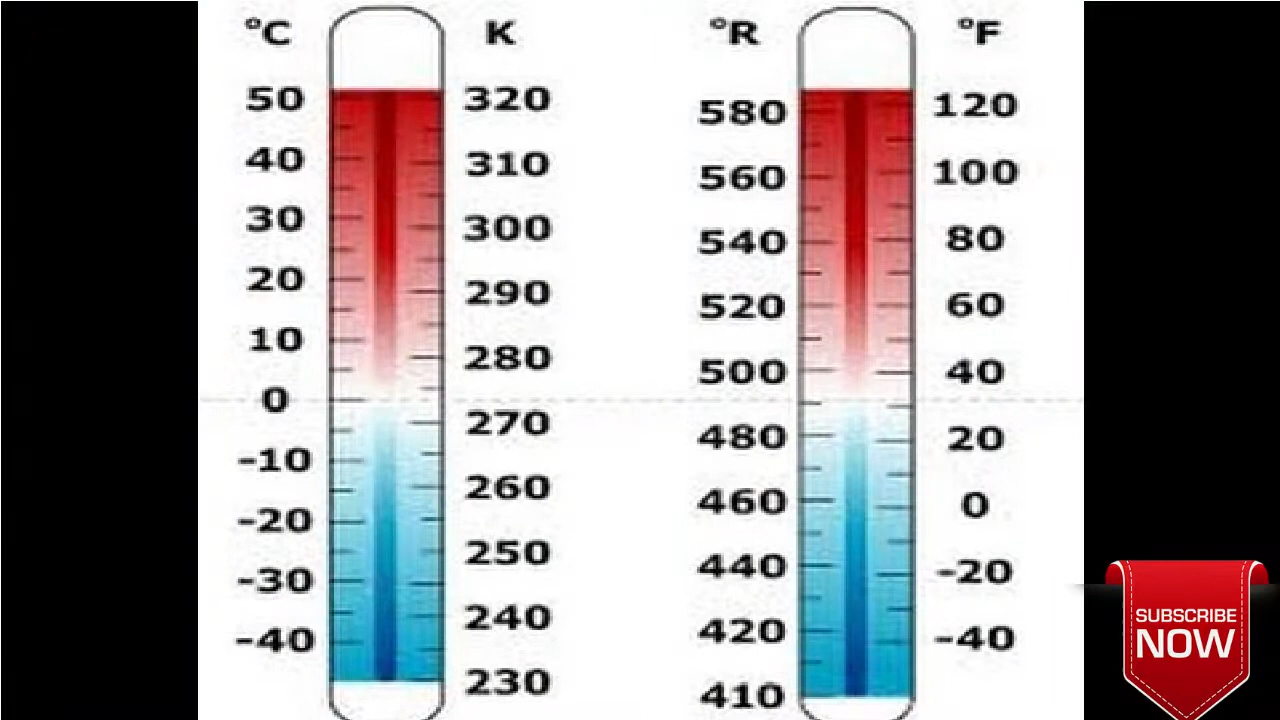 °C K °R °F
50 320 580 120
40 310 560 100
30 300 540 80
20 290 520 60
10 280 500 40
0 270 480 20
-10 260 460 0
-20 250 440 -20
-30 240 420 -40
-40 230 410
SUBSCRIBE
NOW